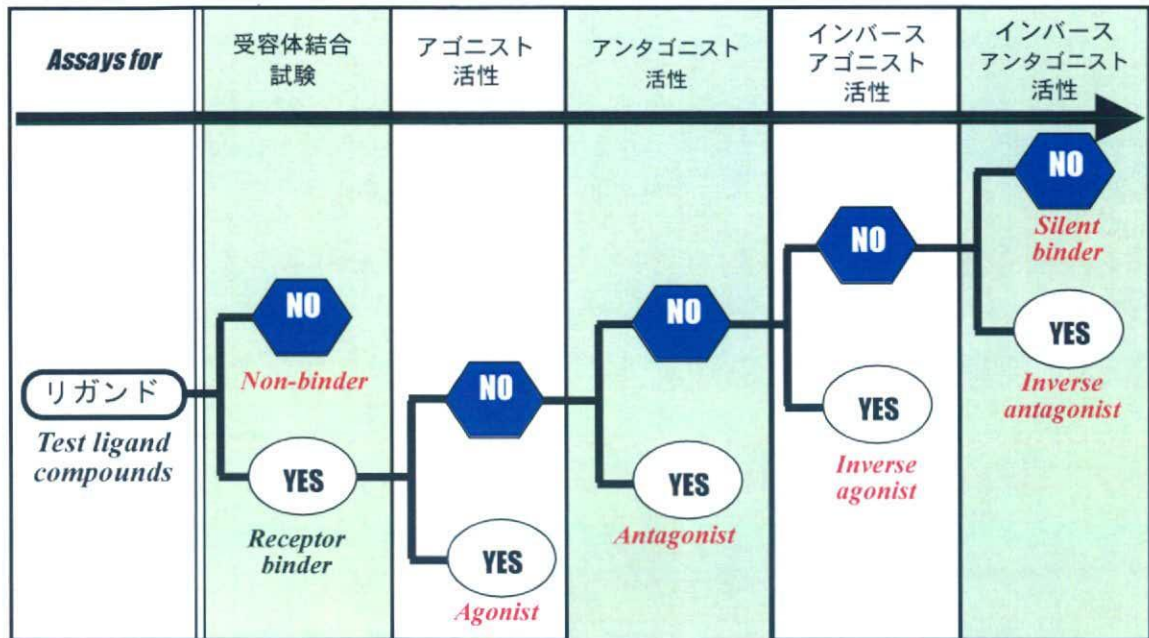 Assays for
受容体結合
試験
アゴニスト
活性
アンタゴニスト
活性
インバース
アゴニスト
活性
インバース
アンタゴニスト
活性
NO
Silent
binder
NO
YES
Inverse
antagonist
NO
NO
Non-binder
リガンド
Test ligand
compounds
NO
YES
Inverse
agonist
YES
Receptor
binder
YES
Antagonist
YES
Agonist